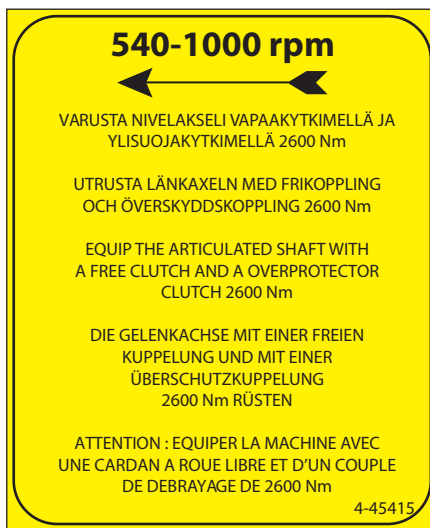 540-1000 rpm
VARUSTA NIVELAKSELI VAPAAKYTKIMELLÄ JA
YLISUOJAKYTKIMELLÄ 2600 Nm
UTRUSTA LÄNKAXELN MED FRIKOPPLING
OCH ÖVERSKYDDSKOPPLING 2600 Nm
EQUIP THE ARTICULATED SHAFT WITH
A FREE CLUTCH AND A OVERPROTECTOR
CLUTCH 2600 Nm
DIE GELENKACHSE MIT EINER FREIEN
KUPPELUNG UND MIT EINER
ÜBERSCHUTZKUPPELUNG
2600 Nm RÜSTEN
ATTENTION : EQUIPER LA MACHINE AVEC
UNE CARDAN A ROUE LIBRE ET D'UN COUPLE
DE DEBRAYAGE DE 2600 Nm
4-45415